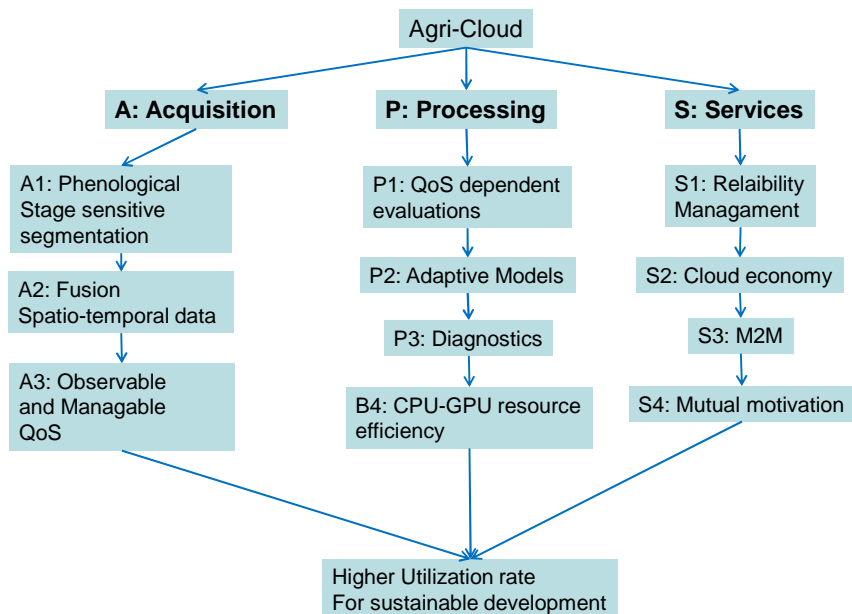 Agri-Cloud
A: Acquisition
P: Processing
S: Services
A1: Phenological
Stage sensitive
segmentation
P1: QoS dependent
evaluations
S1: Relaibility
Managament
A2: Fusion
Spatio-temporal data
P2: Adaptive Models
S2: Cloud economy
P3: Diagnostics
S3: M2M
A3: Observable
and Managable
QoS
B4: CPU-GPU resource
efficiency
S4: Mutual motivation
Higher Utilization rate
For sustainable development